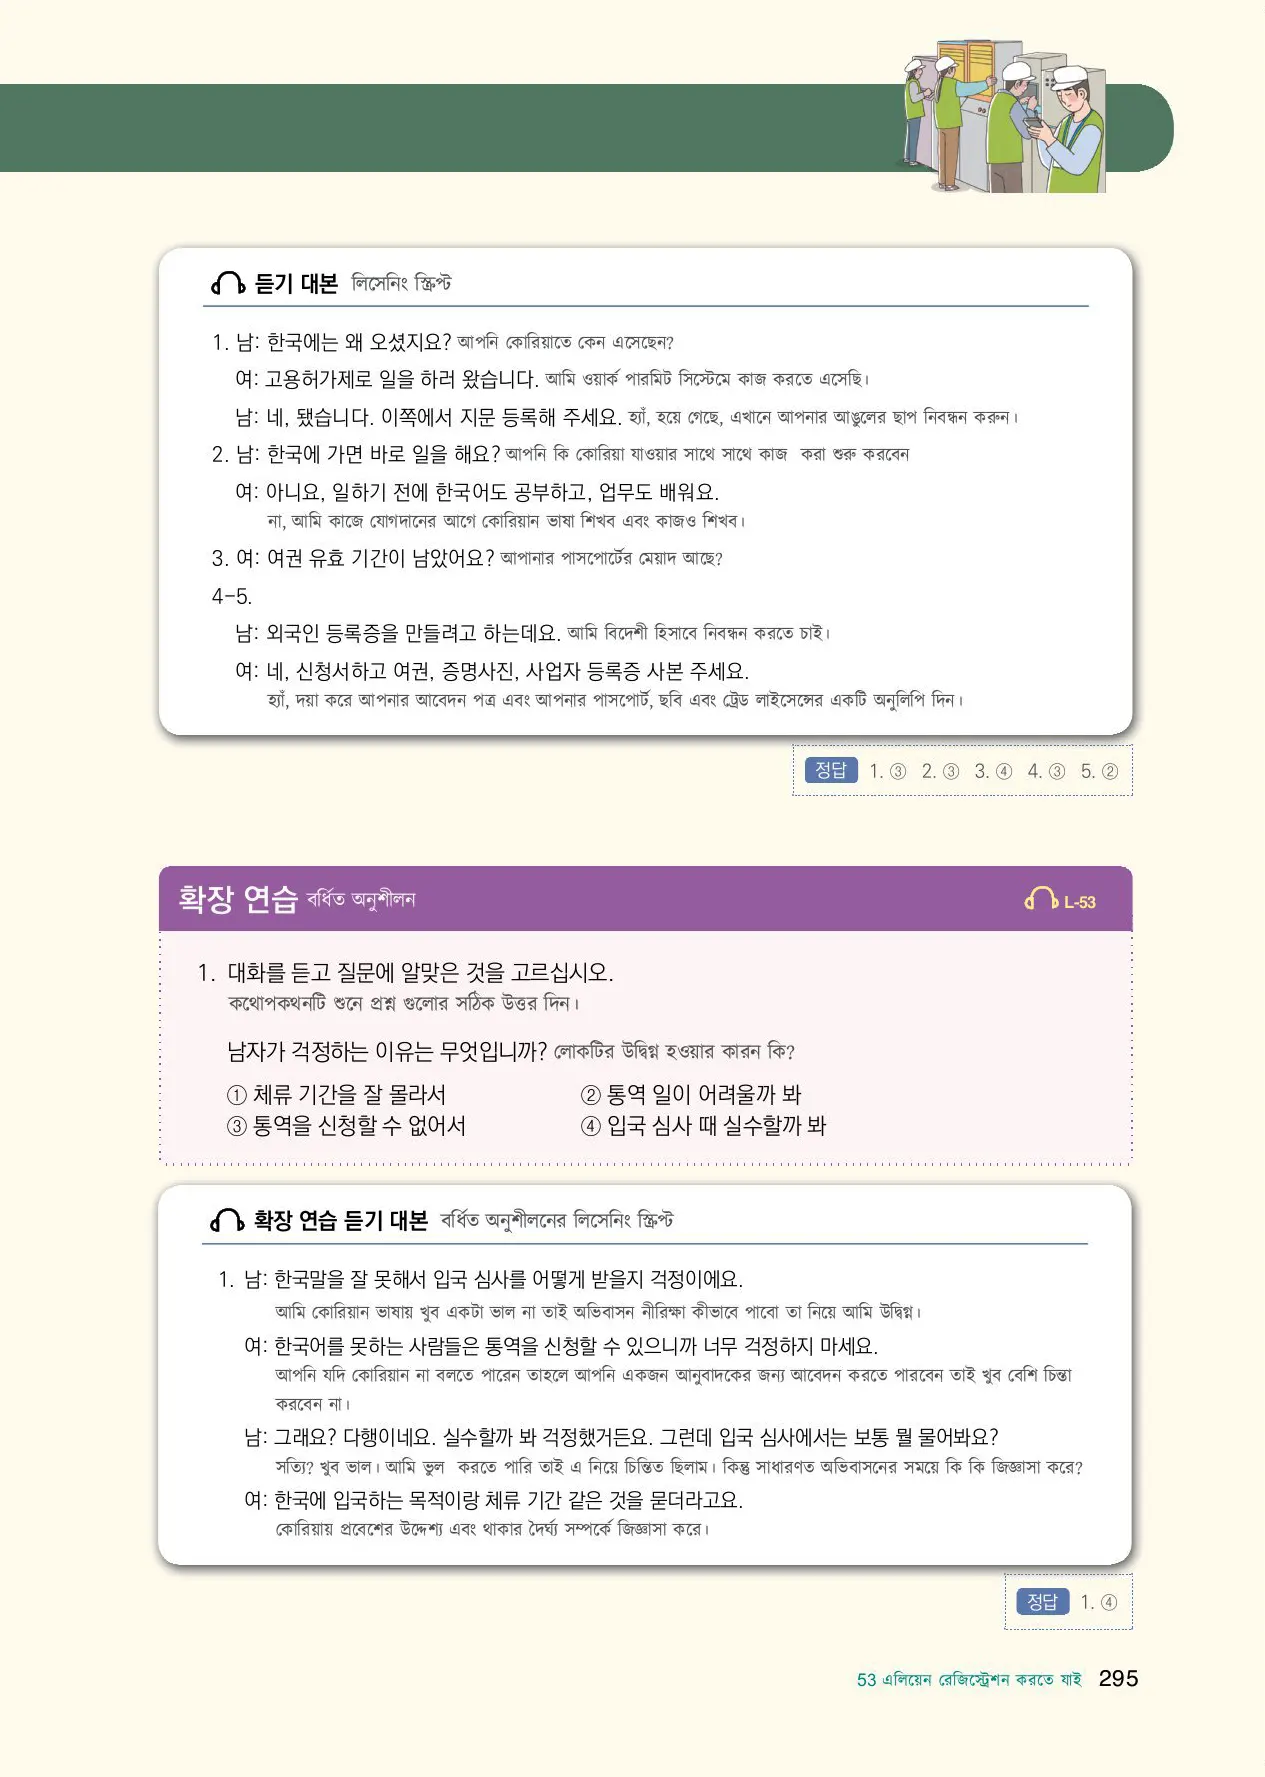 듣기 대본 লিসেনিং স্ক্রিপ্ট
1. 남: 한국에는 왜 오셨지요? আপনি কোরিয়াতে কেন এসেছেন?
여: 고용허가제로 일을 하러 왔습니다. আমি ওয়ার্ক পারমিট সিস্টেমে কাজ করতে এসেছি।
남: 네, 됐습니다. 이쪽에서 지문 등록해 주세요. হ্যাঁ, হয়ে গেছে, এখানে আপনার আঙুলের ছাপ নিবন্ধন করুন।
2. 남: 한국에 가면 바로 일을 해요? আপনি কি কোরিয়া যাওয়ার সাথে সাথে কাজ করা শুরু করবেন
여: 아니요, 일하기 전에 한국어도 공부하고, 업무도 배워요.
না, আমি কাজে যোগদানের আগে কোরিয়ান ভাষা শিখব এবং কাজও শিখব।
3. 여: 여권 유효 기간이 남았어요? আপানার পাসপোর্টের মেয়াদ আছে?
4-5.
남: 외국인 등록증을 만들려고 하는데요. আমি বিদেশী হিসাবে নিবন্ধন করতে চাই।
여: 네, 신청서하고 여권, 증명사진, 사업자 등록증 사본 주세요.
হ্যাঁ, দয়া করে আপনার আবেদন পত্র এবং আপনার পাসপোর্ট, ছবি এবং ট্রেড লাইসেন্সের একটি অনুলিপি দিন।
정답 1. ③ 2. ③ 3. ④ 4. ③ 5. ②
확장 연습 বর্ধিত অনুশীলন L-53
1. 대화를 듣고 질문에 알맞은 것을 고르십시오.
কথোপকথনটি শুনে প্রশ্ন গুলোর সঠিক উত্তর দিন।
남자가 걱정하는 이유는 무엇입니까? লোকটির উদ্বিগ্ন হওয়ার কারন কি?
① 체류 기간을 잘 몰라서 ② 통역 일이 어려울까 봐
③ 통역을 신청할 수 없어서 ④ 입국 심사 때 실수할까 봐
확장 연습 듣기 대본 বর্ধিত অনুশীলনের লিসেনিং স্ক্রিপ্ট
1. 남: 한국말을 잘 못해서 입국 심사를 어떻게 받을지 걱정이에요.
আমি কোরিয়ান ভাষায় খুব একটা ভাল না তাই অভিবাসন নীরিক্ষা কীভাবে পাবো তা নিয়ে আমি উদ্বিগ্ন।
여: 한국어를 못하는 사람들은 통역을 신청할 수 있으니까 너무 걱정하지 마세요.
আপনি যদি কোরিয়ান না বলতে পারেন তাহলে আপনি একজন আনুবাদকের জন্য আবেদন করতে পারবেন তাই খুব বেশি চিন্তা
করবেন না।
남: 그래요? 다행이네요. 실수할까 봐 걱정했거든요. 그런데 입국 심사에서는 보통 뭘 물어봐요?
সত্যি? খুব ভাল। আমি ভুল করতে পারি তাই এ নিয়ে চিন্তিত ছিলাম। কিন্তু সাধারণত অভিবাসনের সময়ে কি কি জিজ্ঞাসা করে?
여: 한국에 입국하는 목적이랑 체류 기간 같은 것을 묻더라고요.
কোরিয়ায় প্রবেশের উদ্দেশ্য এবং থাকার দৈর্ঘ্য সম্পর্কে জিজ্ঞাসা করে।
정답 1. ④
53 এলিয়েন রেজিস্ট্রেশন করতে যাই 295